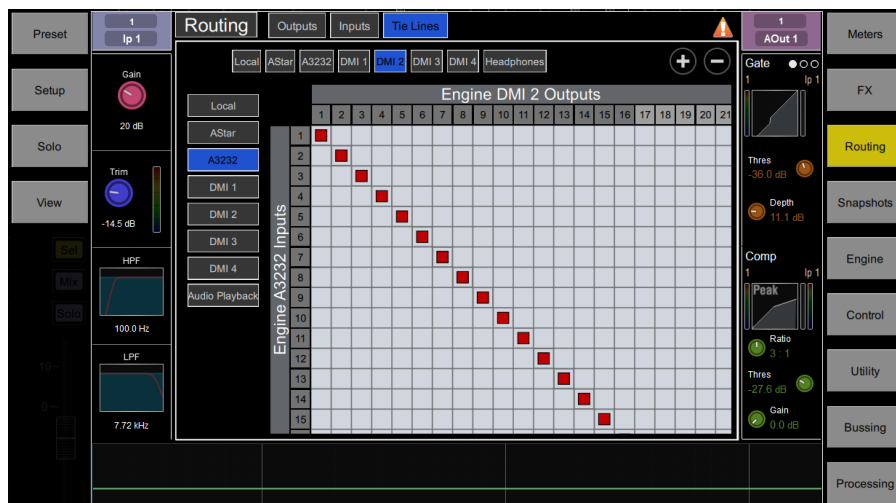 Preset
Setup
Solo
View
Sel
Mix
Solo
10
0
1
Ip 1
Gain
20 dB
Trim
-14.5 dB
HPF
100.0 Hz
LPF
7.72 kHz
Routing Outputs Inputs Tie Lines
Local AStar A3232 DMI 1 DMI 2 DMI 3 DMI 4 Headphones
+ −
Local
AStar
A3232
DMI 1
DMI 2
DMI 3
DMI 4
Audio Playback
Engine DMI 2 Outputs
1 2 3 4 5 6 7 8 9 10 11 12 13 14 15 16 17 18 19 20 21
Engine A3232 Inputs
1
2
3
4
5
6
7
8
9
10
11
12
13
14
15
1
AOut 1
Gate
1 Ip 1
Thres
-36.0 dB
Depth
11.1 dB
Comp
1 Ip 1
Peak
Ratio
3 : 1
Thres
-27.6 dB
Gain
0.0 dB
Meters
FX
Routing
Snapshots
Engine
Control
Utility
Bussing
Processing